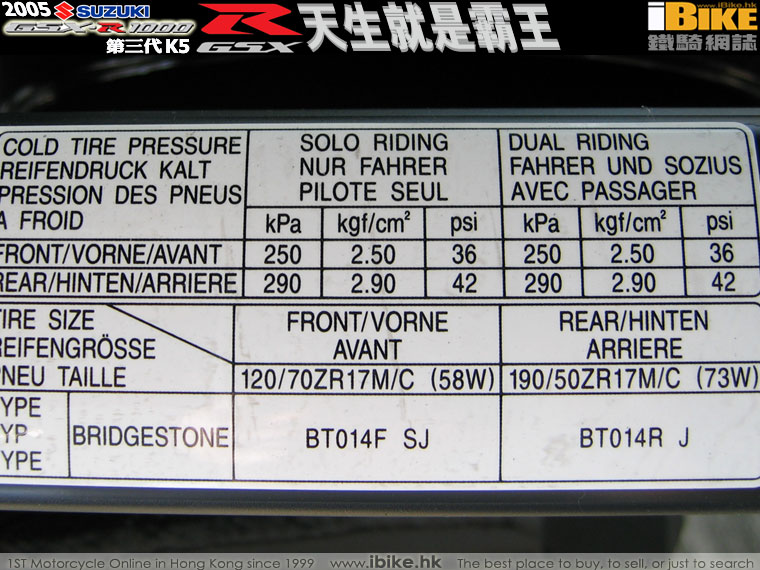 2005 SUZUKI
GSX-R1000
第三代 K5
R
GSX
天生就是霸王
www.iBike.hk
iBIKE
鐵騎網誌
COLD TIRE PRESSURE
REIFENDRUCK KALT
PRESSION DES PNEUS
A FROID
SOLO RIDING
NUR FAHRER
PILOTE SEUL
DUAL RIDING
FAHRER UND SOZIUS
AVEC PASSAGER
kPa kgf/cm² psi kPa kgf/cm² psi
FRONT/VORNE/AVANT 250 2.50 36 250 2.50 36
REAR/HINTEN/ARRIERE 290 2.90 42 290 2.90 42
TIRE SIZE
REIFENGRÖSSE
PNEU TAILLE
FRONT/VORNE
AVANT
REAR/HINTEN
ARRIERE
120/70ZR17M/C (58W) 190/50ZR17M/C (73W)
TYPE
TYP
TYPE
BRIDGESTONE BT014F SJ BT014R J
1ST Motorcycle Online in Hong Kong since 1999 www.ibike.hk The best place to buy, to sell, or just to search